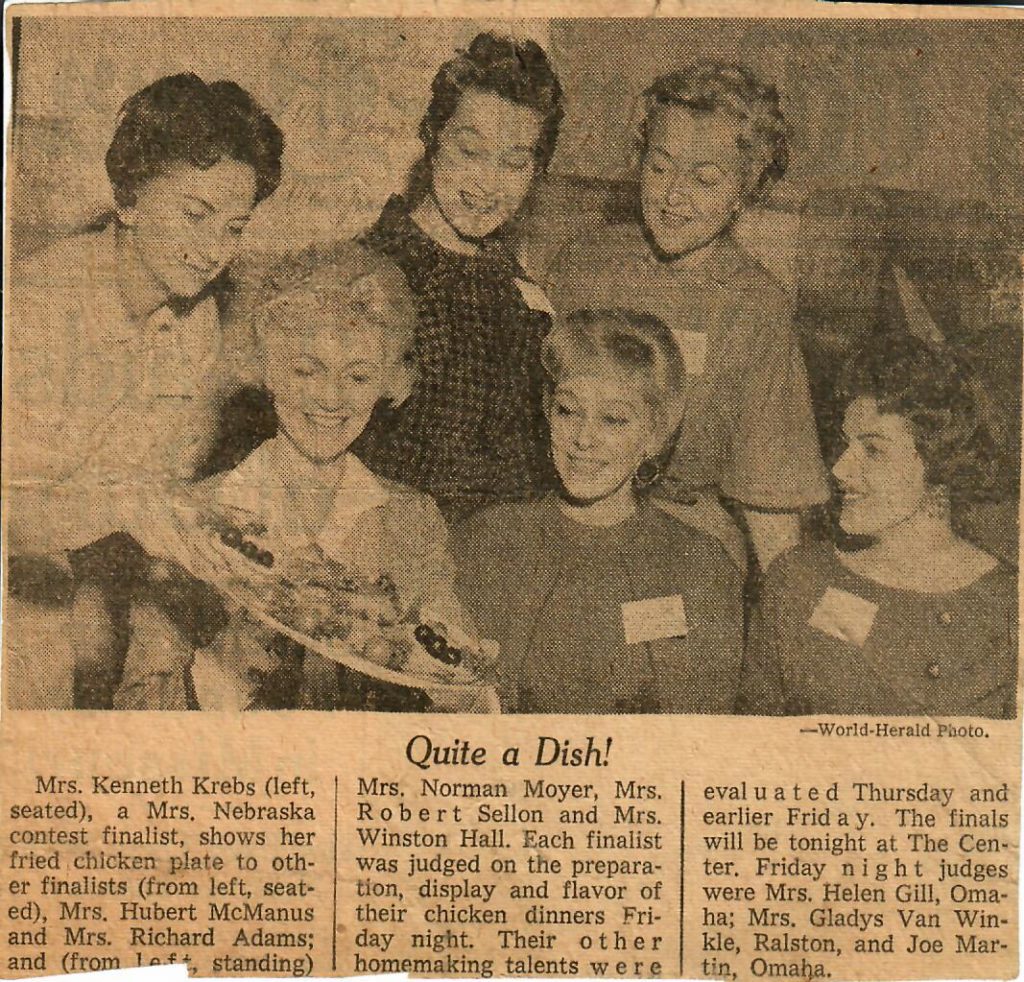 —World-Herald Photo.
Quite a Dish!
Mrs. Kenneth Krebs (left,
seated), a Mrs. Nebraska
contest finalist, shows her
fried chicken plate to oth-
er finalists (from left, seat-
ed), Mrs. Hubert McManus
and Mrs. Richard Adams;
and (from left, standing)
Mrs. Norman Moyer, Mrs.
Robert Sellon and Mrs.
Winston Hall. Each finalist
was judged on the prepara-
tion, display and flavor of
their chicken dinners Fri-
day night. Their other
homemaking talents were
evaluated Thursday and
earlier Friday. The finals
will be tonight at The Cen-
ter. Friday night judges
were Mrs. Helen Gill, Oma-
ha; Mrs. Gladys Van Win-
kle, Ralston, and Joe Mar-
tin, Omaha.